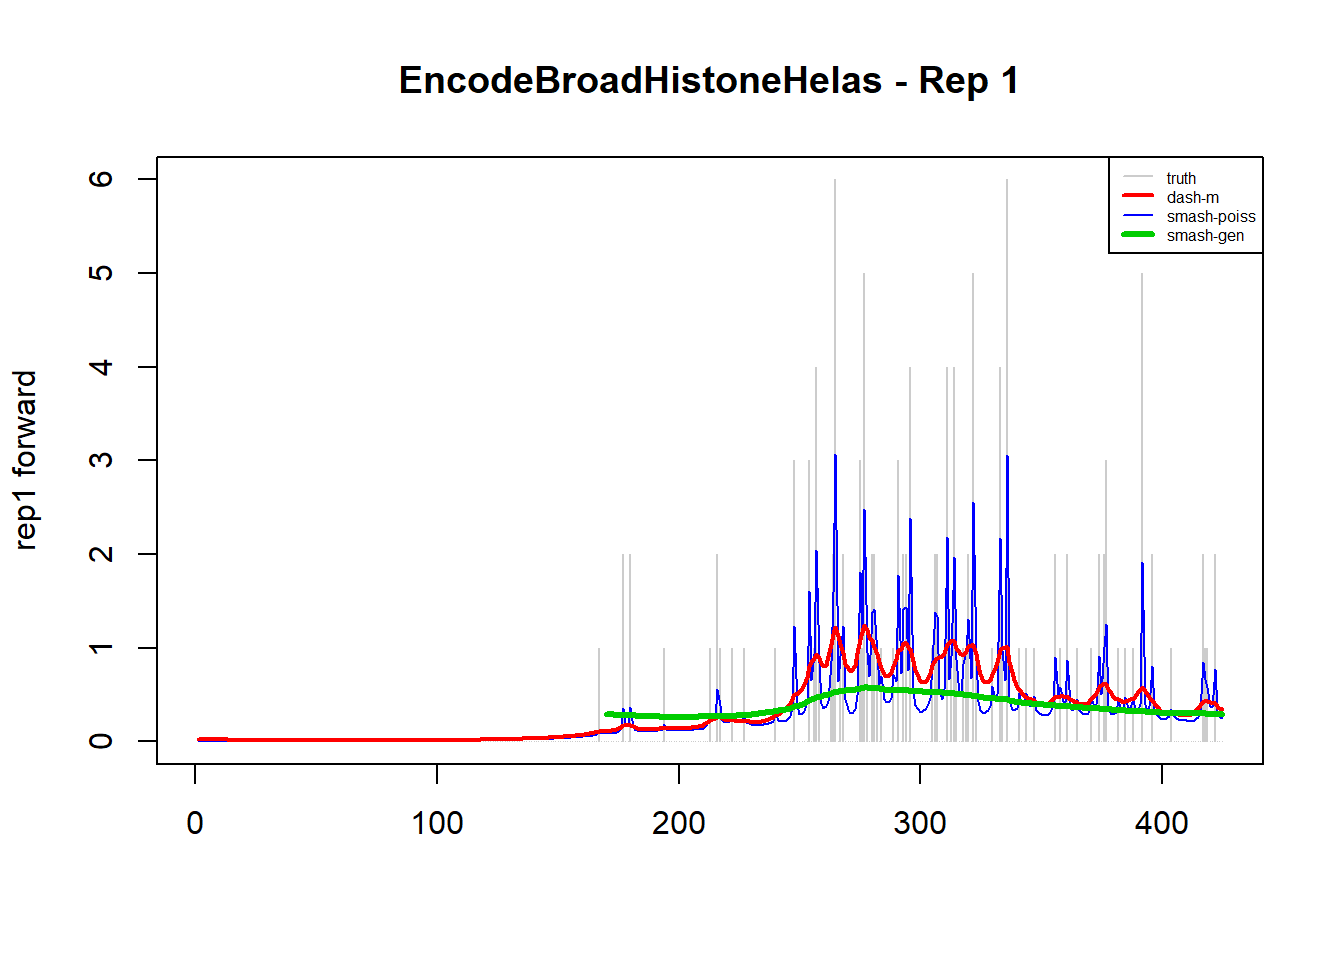 EncodeBroadHistoneHelas - Rep 1
truth
dash-m
smash-poiss
smash-gen
rep1 forward
6
5
4
3
2
1
0
0 100 200 300 400